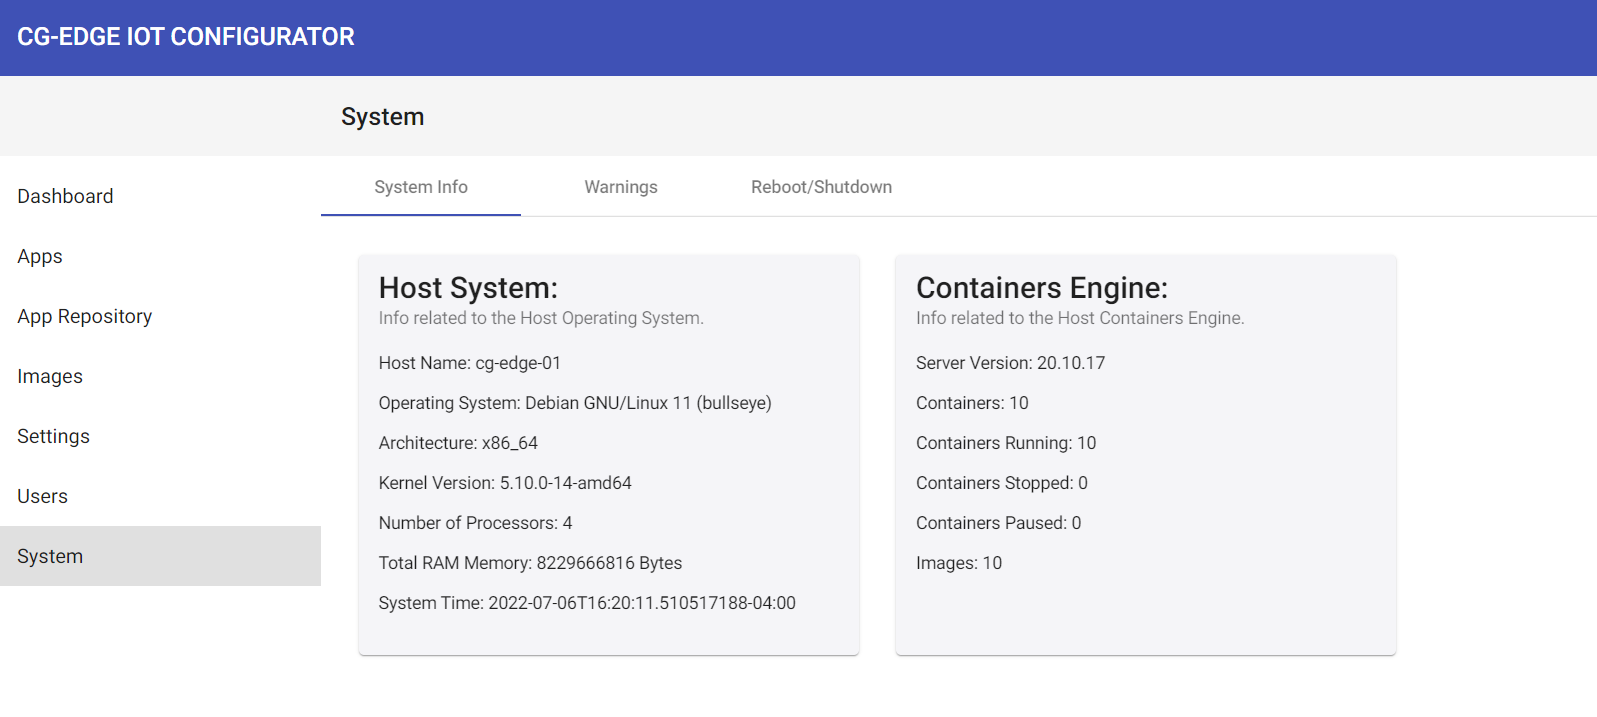 CG-EDGE IOT CONFIGURATOR
System
Dashboard
Apps
App Repository
Images
Settings
Users
System
System Info
Warnings
Reboot/Shutdown
Host System:
Info related to the Host Operating System.
Host Name: cg-edge-01
Operating System: Debian GNU/Linux 11 (bullseye)
Architecture: x86_64
Kernel Version: 5.10.0-14-amd64
Number of Processors: 4
Total RAM Memory: 8229666816 Bytes
System Time: 2022-07-06T16:20:11.510517188-04:00
Containers Engine:
Info related to the Host Containers Engine.
Server Version: 20.10.17
Containers: 10
Containers Running: 10
Containers Stopped: 0
Containers Paused: 0
Images: 10